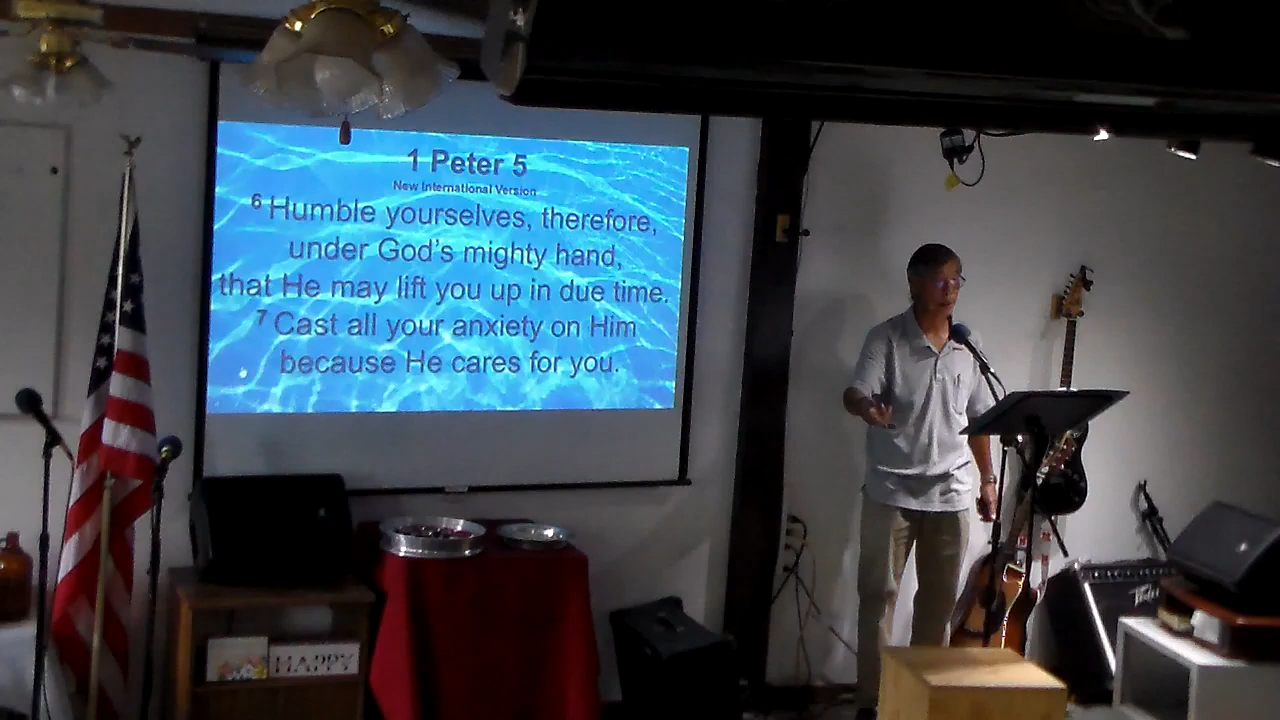 1 Peter 5
New International Version
6 Humble yourselves, therefore,
under God's mighty hand,
that He may lift you up in due time.
7 Cast all your anxiety on Him
because He cares for you.
HAPPY